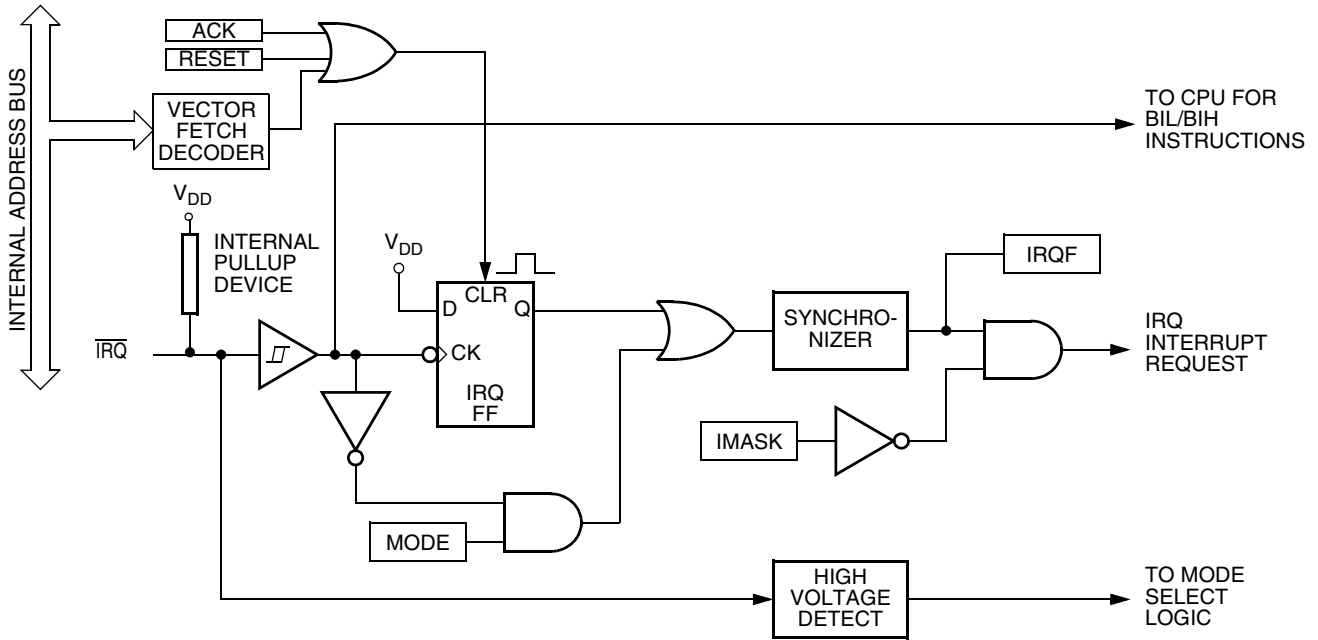 INTERNAL ADDRESS BUS
ACK
RESET
VECTOR
FETCH
DECODER
TO CPU FOR
BIL/BIH
INSTRUCTIONS
VDD
INTERNAL
PULLUP
DEVICE
VDD
IRQ
CLR
D
Q
CK
IRQ
FF
SYNCHRO-
NIZER
IRQF
IRQ
INTERRUPT
REQUEST
IMASK
MODE
HIGH
VOLTAGE
DETECT
TO MODE
SELECT
LOGIC